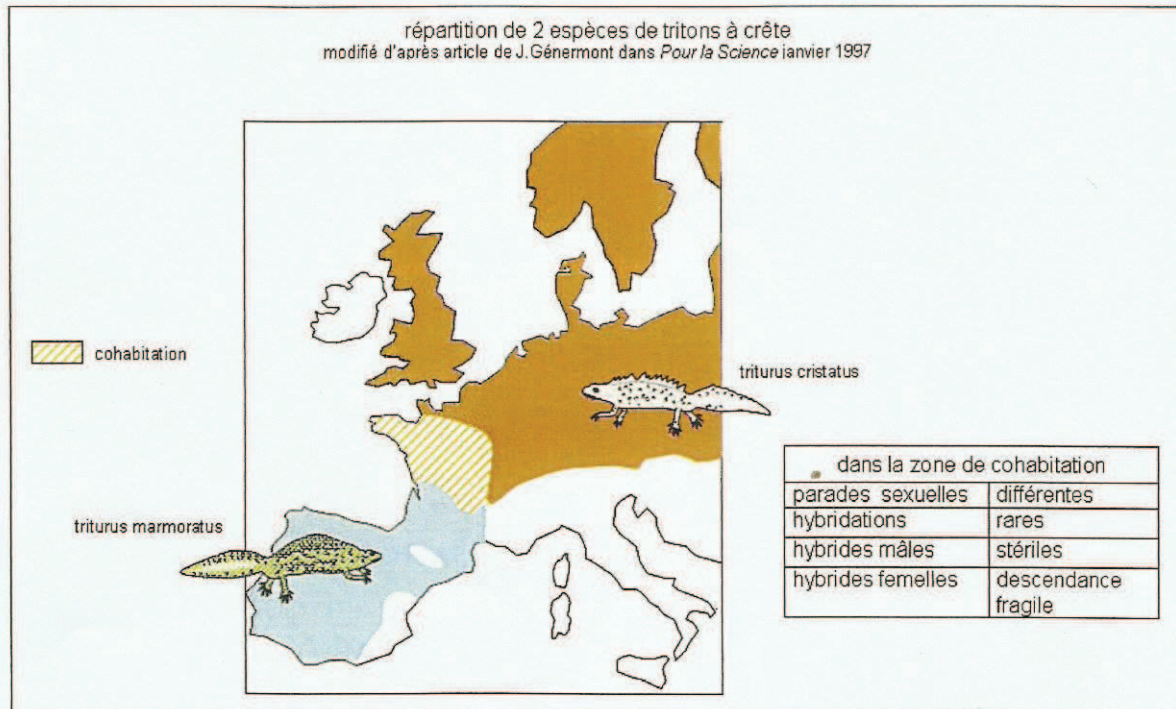 répartition de 2 espèces de tritons à crête
modifié d'après article de J.Génermont dans Pour la Science janvier 1997
cohabitation
triturus cristatus
triturus marmoratus
dans la zone de cohabitation
parades sexuelles différentes
hybridations rares
hybrides mâles stériles
hybrides femelles descendance
fragile